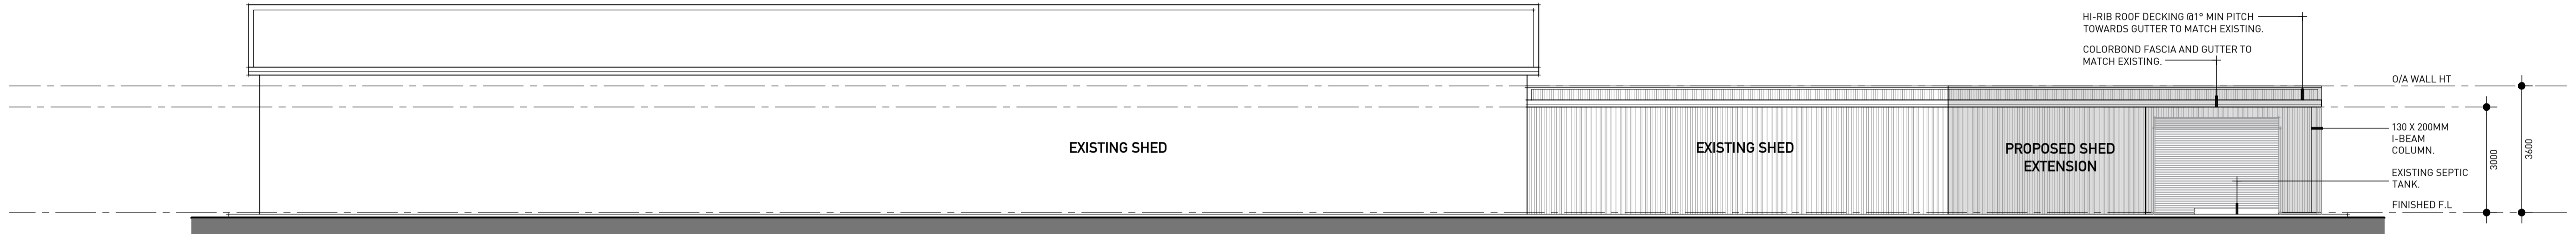 HI-RIB ROOF DECKING @1° MIN PITCH
TOWARDS GUTTER TO MATCH EXISTING.
COLORBOND FASCIA AND GUTTER TO
MATCH EXISTING.
O/A WALL HT
EXISTING SHED
EXISTING SHED
PROPOSED SHED
EXTENSION
130 X 200MM
I-BEAM
COLUMN.
3000
3600
EXISTING SEPTIC
TANK.
FINISHED F.L